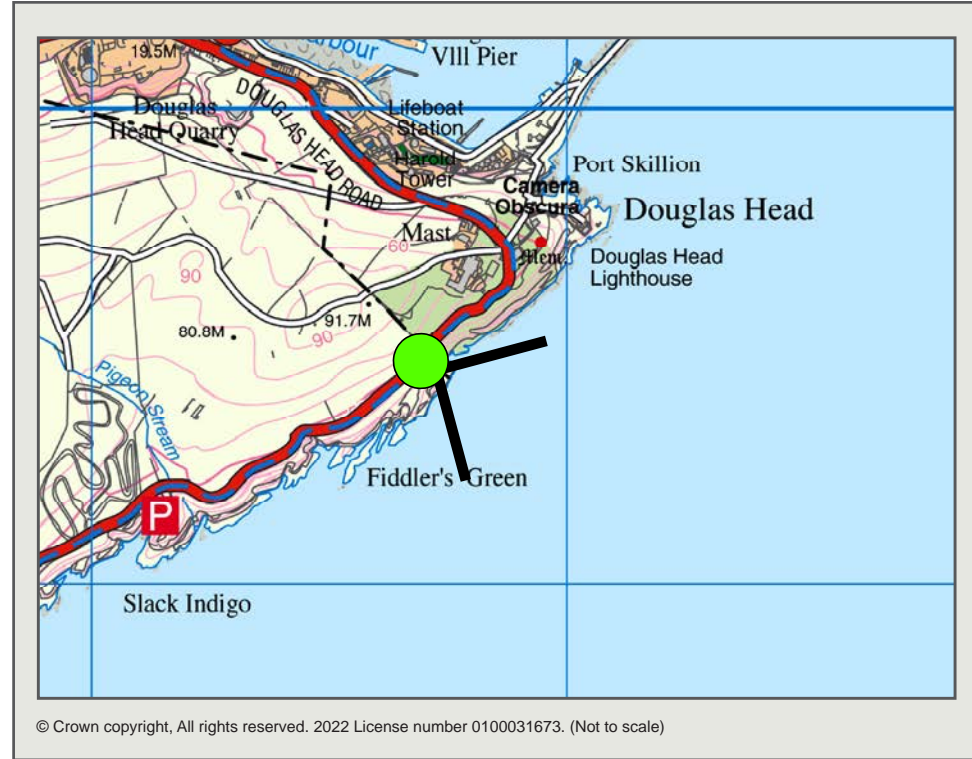 19.5M
arbour
Vlll Pier
Douglas
Head Quarry
DOUGLAS HEAD ROAD
Lifeboat
Station
Harold
Tower
Port Skillion
Camera
Obscura
Douglas Head
Mast
60
Douglas Head
Lighthouse
90
80.8M
91.7M
90
Pigeon Stream
Fiddler's Green
P
Slack Indigo
© Crown copyright, All rights reserved. 2022 License number 0100031673. (Not to scale)